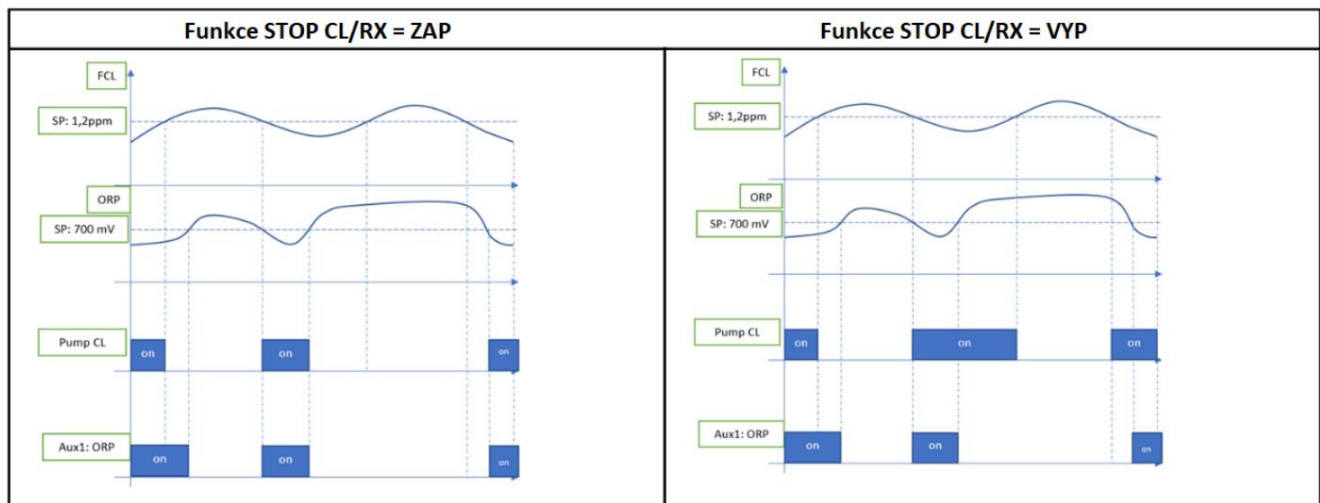 Funkce STOP CL/RX = ZAP
FCL
SP: 1,2ppm
ORP
SP: 700 mV
Pump CL
on
on
on
Aux1: ORP
on
on
on
Funkce STOP CL/RX = VYP
FCL
SP: 1,2ppm
ORP
SP: 700 mV
Pump CL
on
on
on
Aux1: ORP
on
on
on